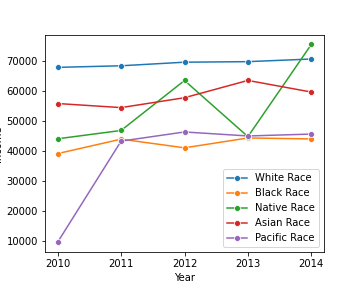 70000
60000
50000
40000
30000
20000
10000
2010 2011 2012 2013 2014
Year
White Race
Black Race
Native Race
Asian Race
Pacific Race